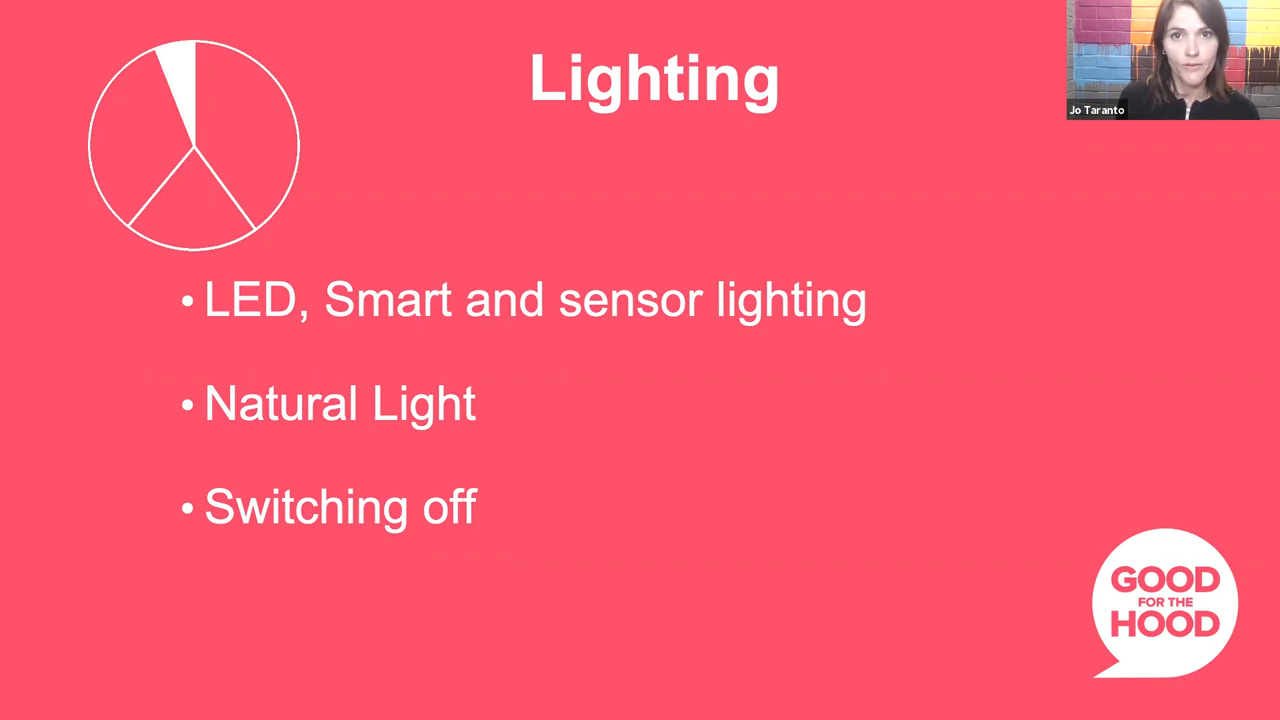 Lighting
Jo Taranto
• LED, Smart and sensor lighting
• Natural Light
• Switching off
GOOD
FOR THE
HOOD